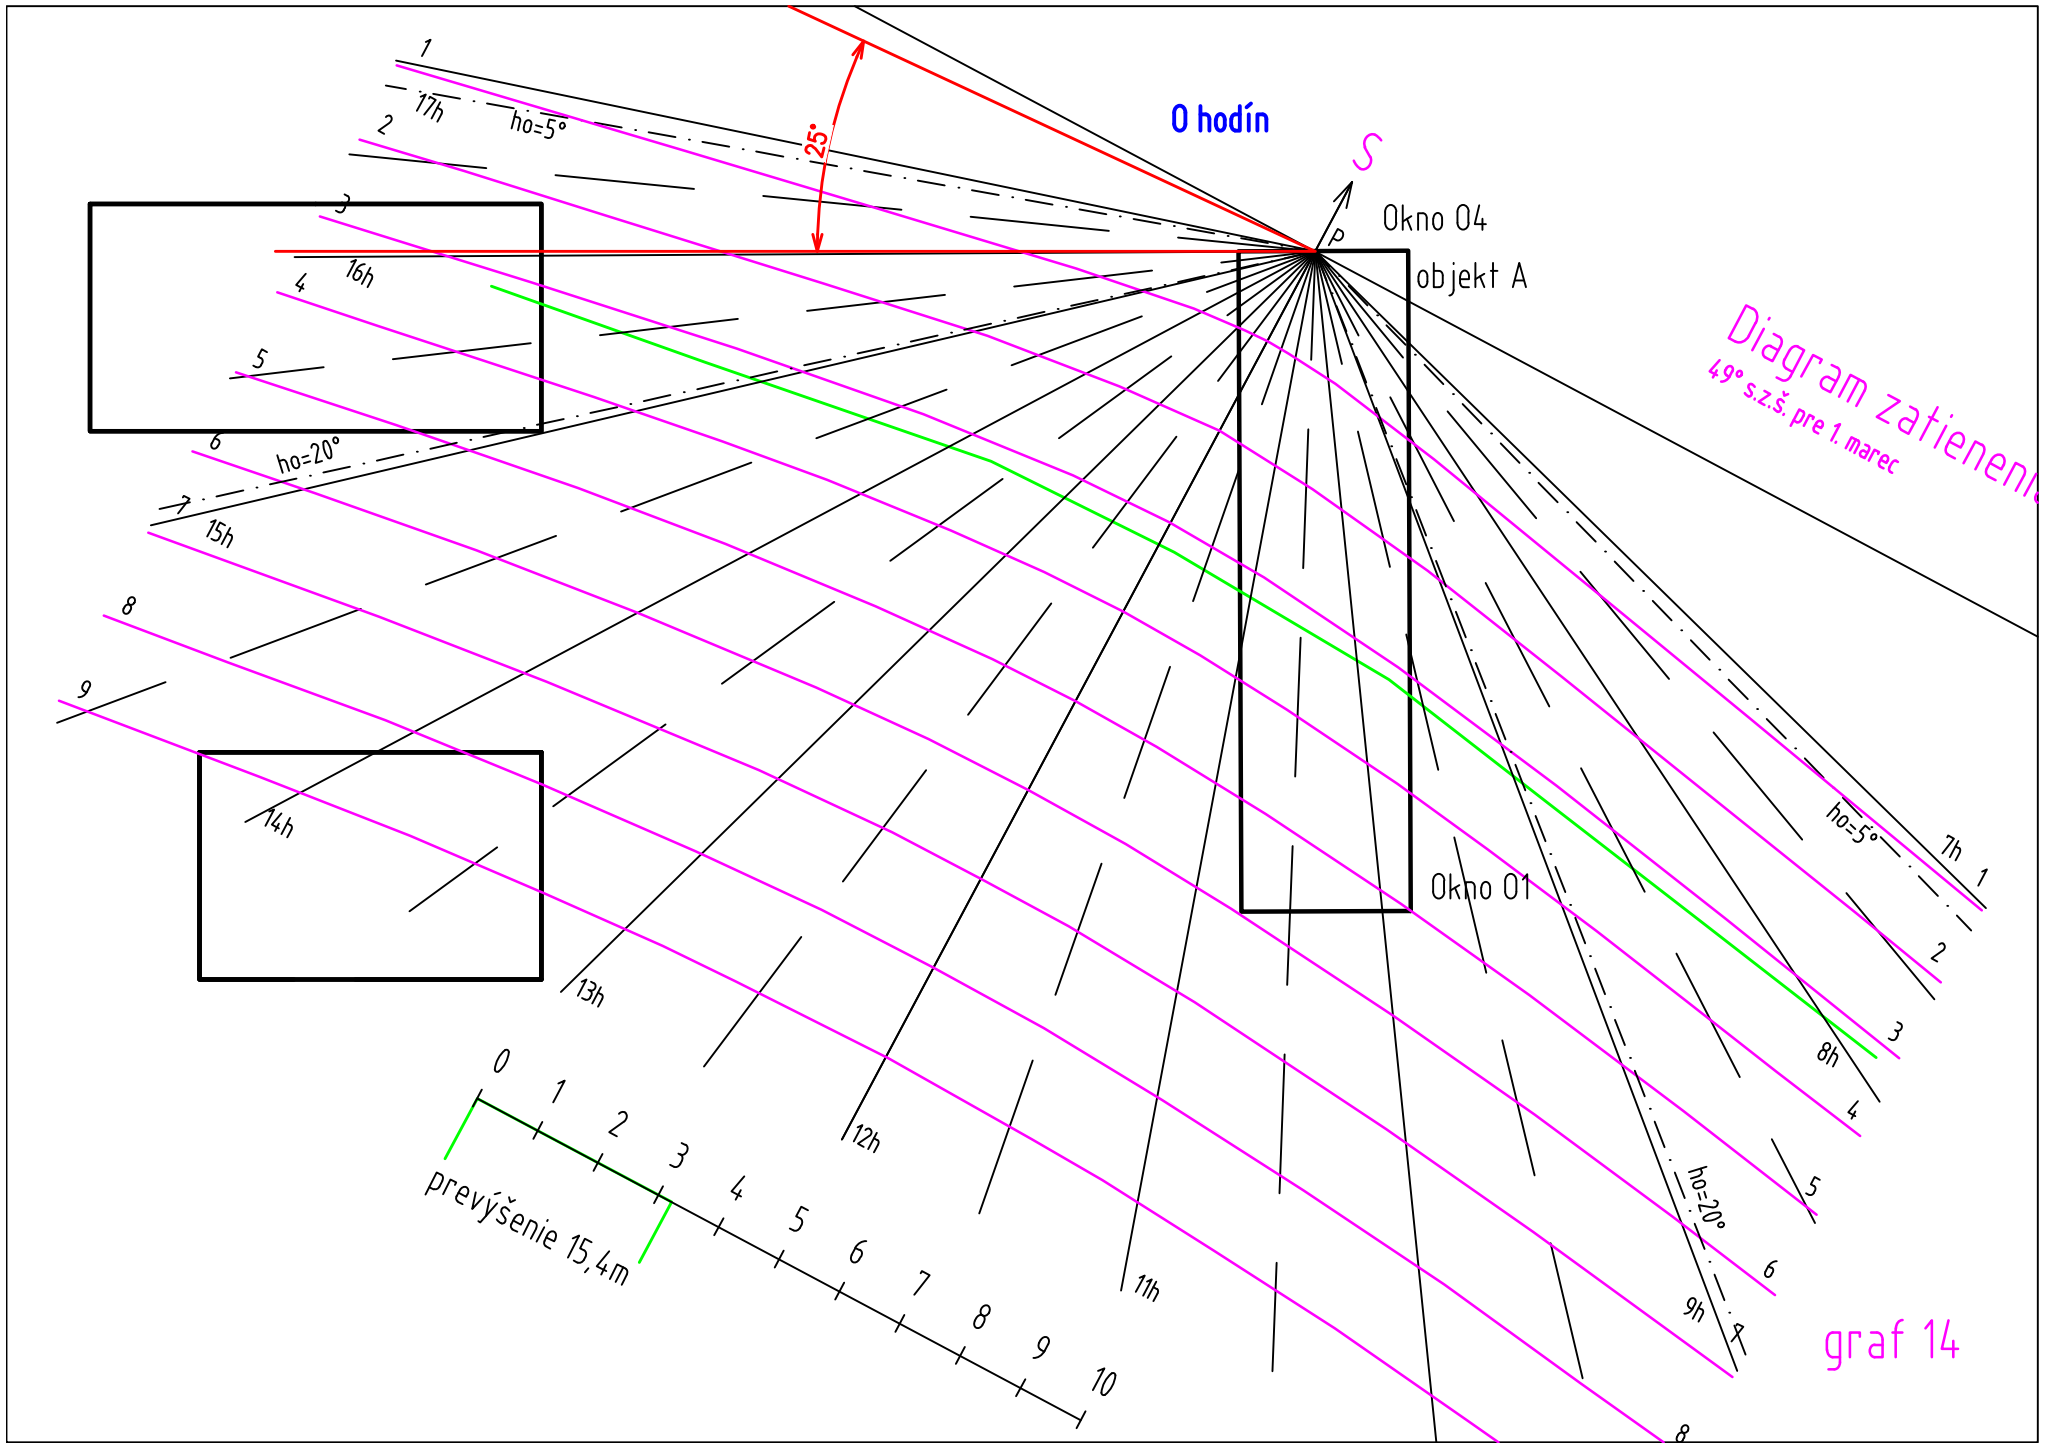 1
17h
ho=5°
2
25°
0 hodín
S
Okno O4
P
objekt A
3
16h
4
5
6
ho=20°
7
15h
8
9
14h
13h
12h
11h
Diagram zatienenia
49° s.z.š. pre 1. marec
Okno O1
ho=5°
7h
1
2
3
8h
4
5
ho=20°
6
9h
7
8
0
1
2
3
4
5
6
7
8
9
10
prevýšenie 15,4m
graf 14